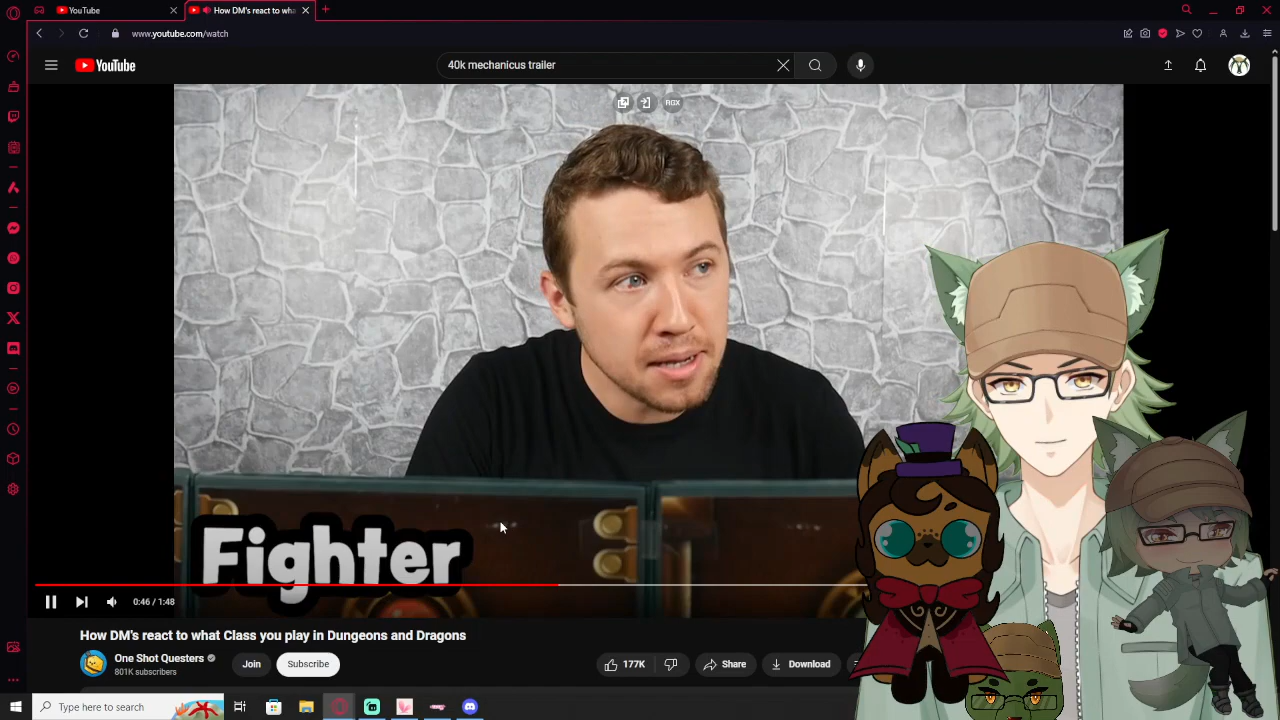 YouTube
How DM's react to wha
www.youtube.com/watch
YouTube
40k mechanicus trailer
RGX
Fighter
0:46 / 1:48
How DM's react to what Class you play in Dungeons and Dragons
One Shot Questers
801K subscribers
Join
Subscribe
177K
Share
Download
Type here to search